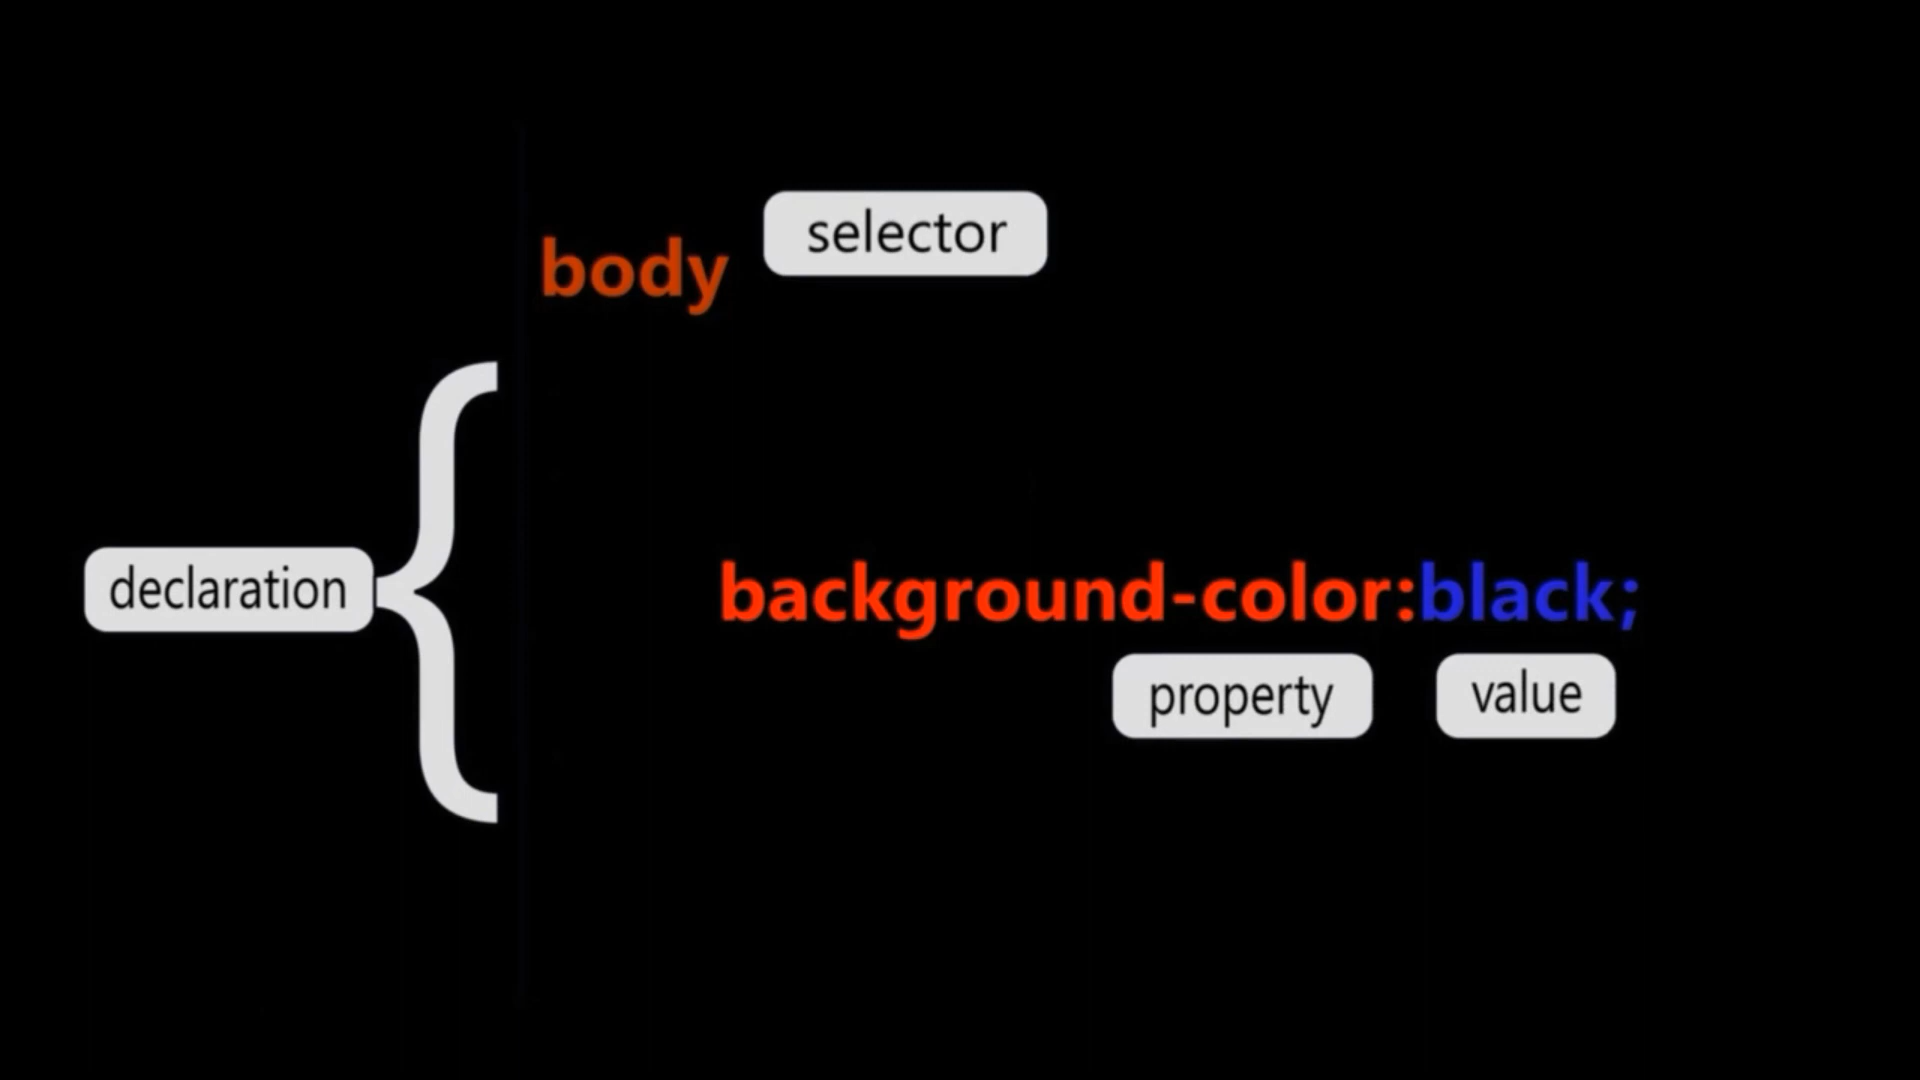 selector
body
{
declaration
background-color:black;
property value